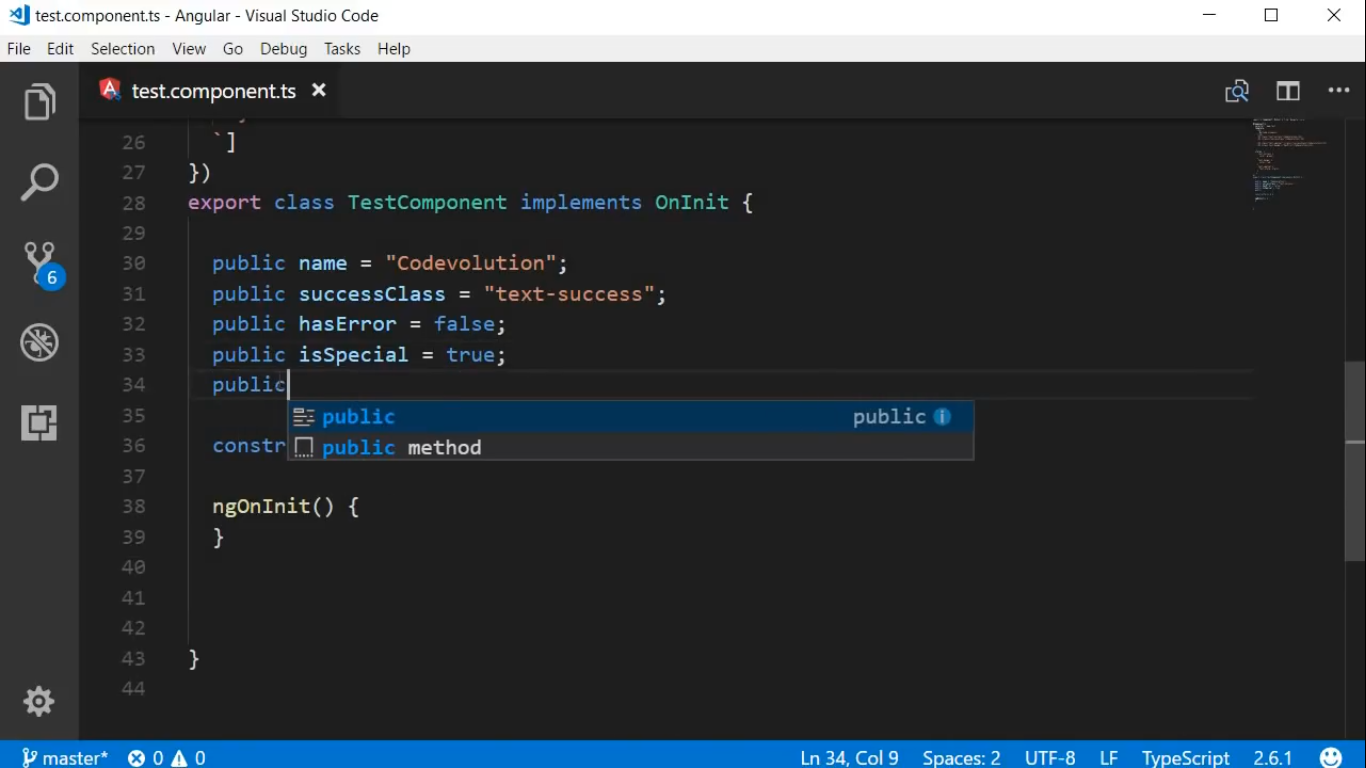 test.component.ts - Angular - Visual Studio Code
File Edit Selection View Go Debug Tasks Help
test.component.ts
26 `]
27 })
28 export class TestComponent implements OnInit {
29
30 public name = "Codevolution";
31 public successClass = "text-success";
32 public hasError = false;
33 public isSpecial = true;
34 public
35 public public
36 constr public method
37
38 ngOnInit() {
39 }
40
41
42
43 }
44
6
master* 0 0 Ln 34, Col 9 Spaces: 2 UTF-8 LF TypeScript 2.6.1